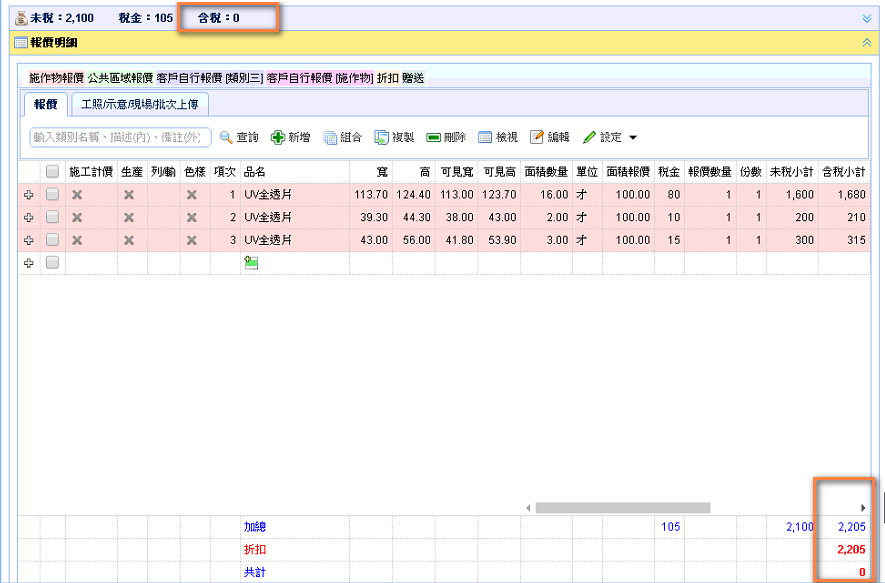 未稅：2,100 稅金：105 含稅：0
報價明細
施作物報價 公共區域報價 客戶自行報價 [類別三] 客戶自行報價 [施作物] 折扣 贈送
報價 工照/示意/現場/批次上傳
輸入類別名稱、描述(內)、備註(外) 查詢 新增 組合 複製 刪除 檢視 編輯 設定
施工計價 生產 列/輸 色樣 項次 品名 寬 高 可見寬 可見高 面積數量 單位 面積報價 稅金 報價數量 份數 未稅小計 含稅小計
1 UV全透片 113.70 124.40 113.00 123.70 16.00 才 100.00 80 1 1 1,600 1,680
2 UV全透片 39.30 44.30 38.00 43.00 2.00 才 100.00 10 1 1 200 210
3 UV全透片 43.00 56.00 41.80 53.90 3.00 才 100.00 15 1 1 300 315
加總 105 2,100 2,205
折扣 2,205
共計 0